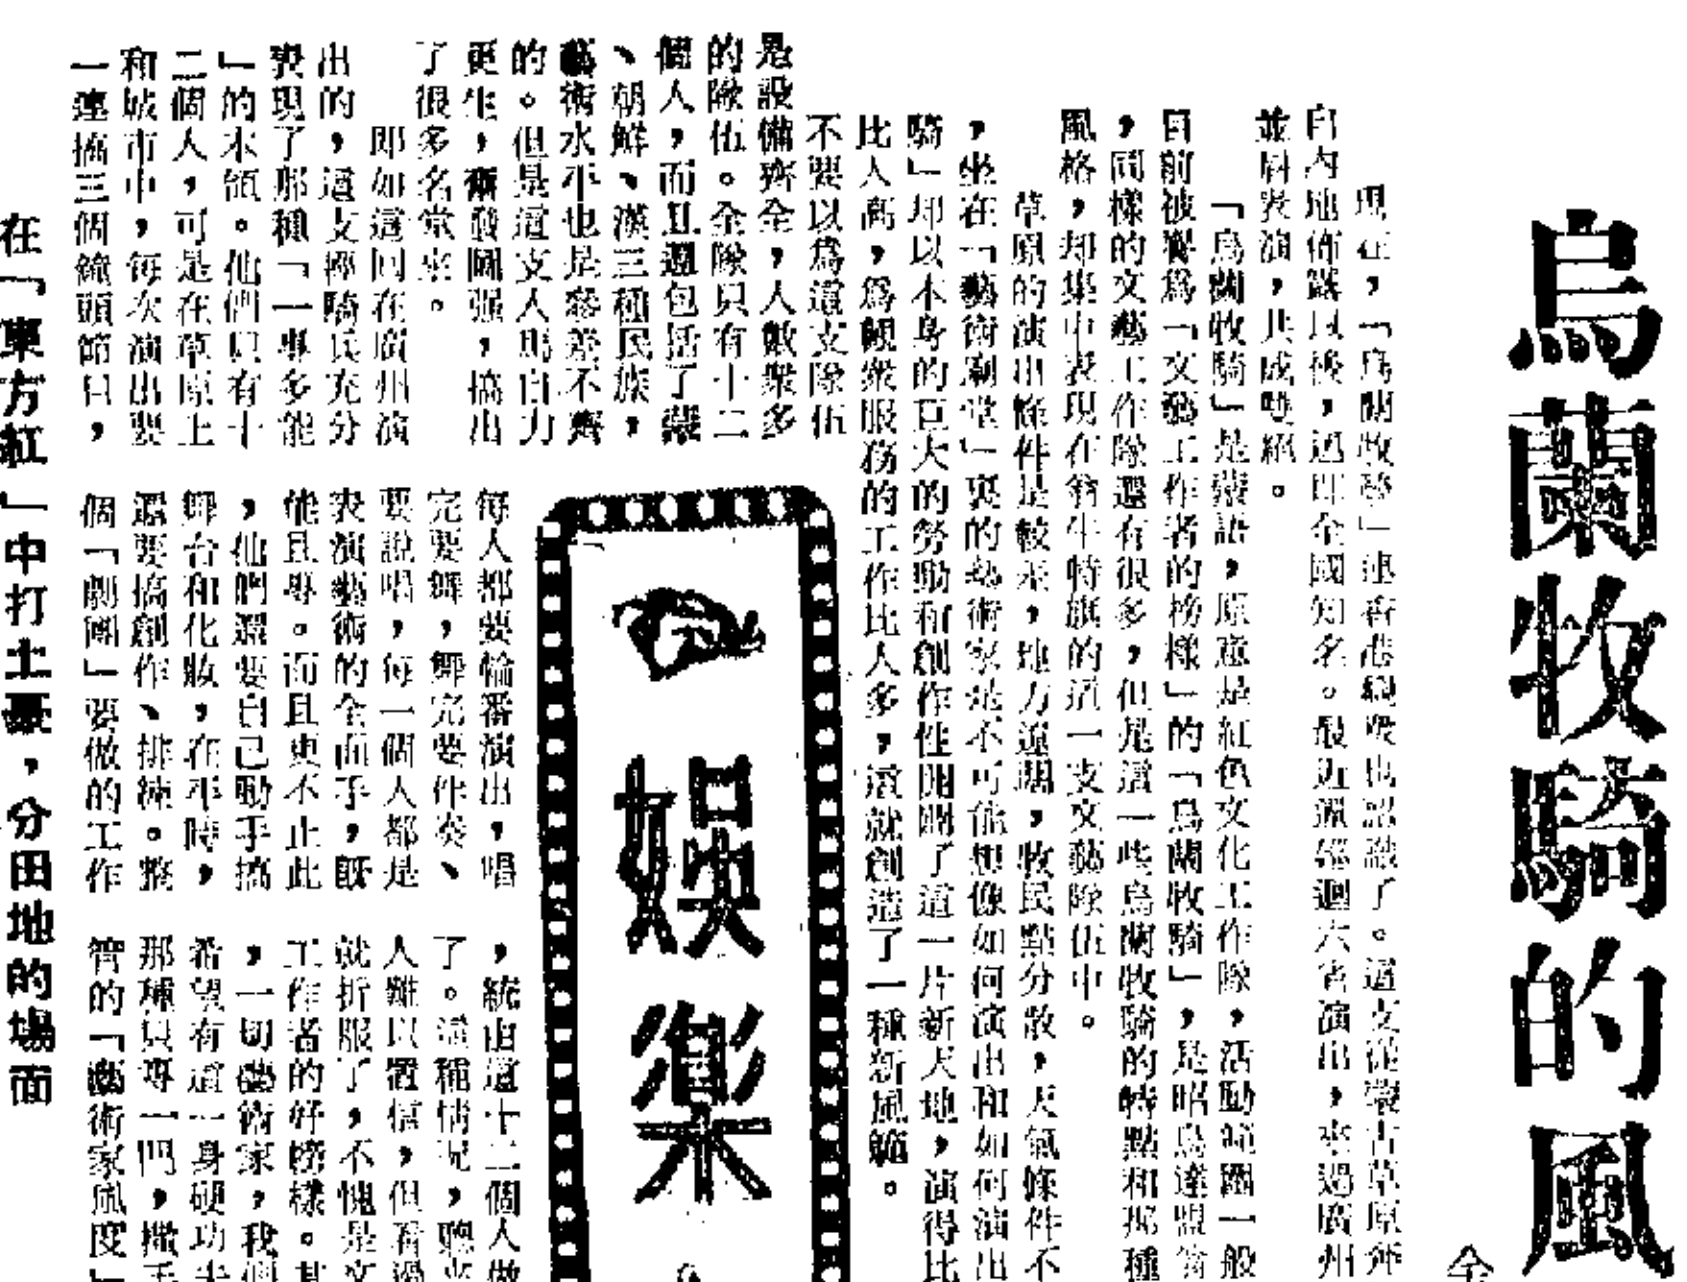 烏蘭牧騎的風
全
現在，「烏蘭牧騎」連香港觀衆也認識了。這支從蒙古草原奔
自內地佈露以後，迅即全國知名。最近還巡迴六省演出，來過廣州
並肩表演，共成雙絕。
「烏蘭牧騎」是蒙語，原意是紅色文化工作隊，活動範圍一般
目前被譽爲「文藝工作者的榜樣」的「烏蘭牧騎」，是昭烏達盟翁
，同樣的文藝工作隊還有很多，但是這一些烏蘭牧騎的特點和那種
風格，却集中表現在翁牛特旗的這一支文藝隊伍中。
草原的演出條件是較差，地方遼闊，牧民點分散，天氣條件不
，坐在「藝術劇堂」裏的藝術家是不可能想像如何演出和如何演出
騎」却以本身的巨大的勞動和創作性開闢了這一片新天地，演得比
比人高，爲觀衆服務的工作比人多，這就創造了一種新風範。
不要以爲這支隊伍
是設備齊全，人數衆多
的隊伍。全隊只有十二
個人，而且還包括了蒙
、朝鮮、漢三種民族，
藝術水平也是參差不齊
的。但是這支人馬自力
更生，奮發圖强，搞出
了很多名堂來。
即如這回在廣州演
出的，這支輕騎兵充分
表現了那種「一專多能
」的本領。他們只有十
二個人，可是在草原上
和城市中，每次演出要
一連搞三個鐘頭節目，
每人都要輪番演出，唱
完要舞，舞完要伴奏、
要說唱，每一個人都是
表演藝術的全面手，旣
能且專。而且更不止此
，他們還要自己動手搞
舞台和化妝，在平時，
還要搞創作、排練。整
個「劇團」要做的工作
，統由這十二個人做
了。這種情況，聽來
人難以置信，但看過
就折服了，不愧是文
工作者的好榜樣。其
，一切藝術家，我們
希望有這一身硬功夫
那種只專一門，撒手
管的「藝術家風度」
娛樂
在「東方紅」中打土豪，分田地的場面